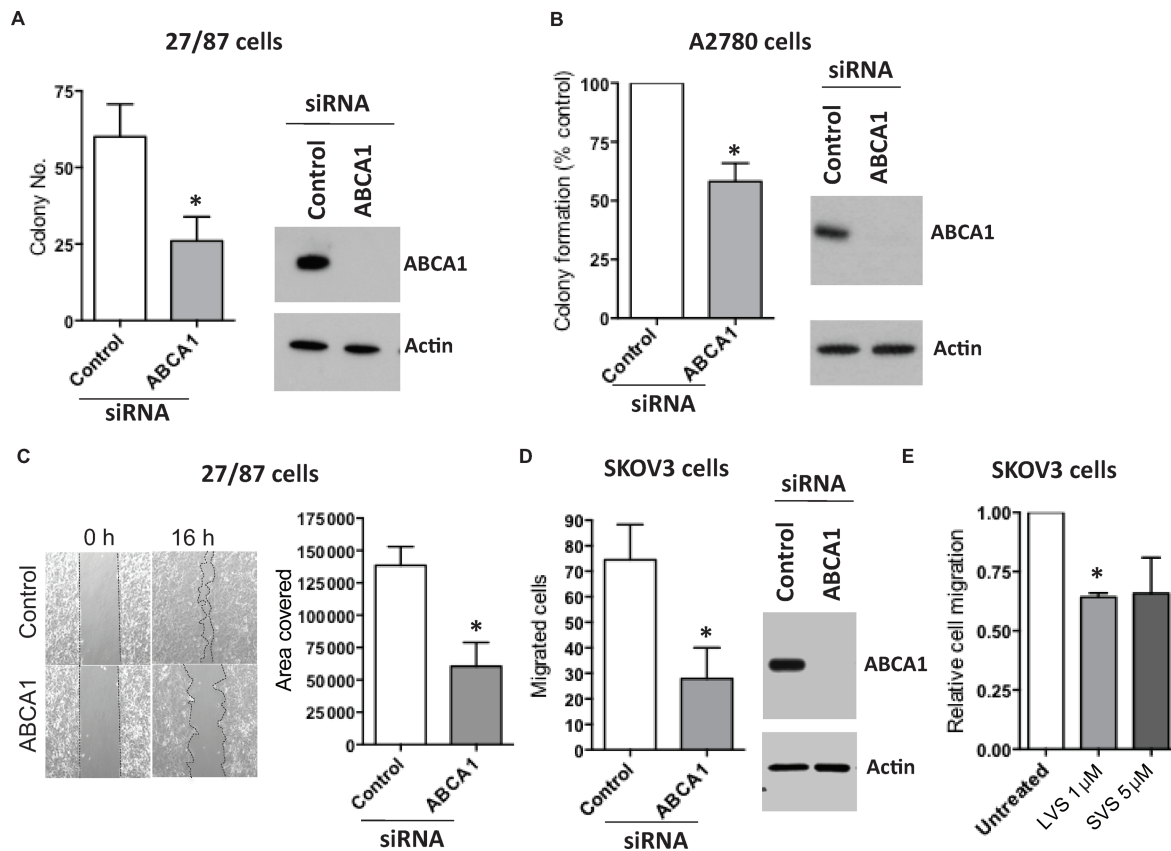 A
27/87 cells
Colony No.
75
50
25
0
*
Control
ABCA1
siRNA
siRNA
Control
ABCA1
ABCA1
Actin
B
A2780 cells
Colony formation (% control)
100
75
50
25
0
*
Control
ABCA1
siRNA
siRNA
Control
ABCA1
ABCA1
Actin
C
27/87 cells
0 h
16 h
Control
ABCA1
Area covered
175000
150000
125000
100000
75000
50000
25000
0
*
Control
ABCA1
siRNA
D
SKOV3 cells
Migrated cells
90
80
70
60
50
40
30
20
10
0
*
Control
ABCA1
siRNA
siRNA
Control
ABCA1
ABCA1
Actin
E
SKOV3 cells
Relative cell migration
1.00
0.75
0.50
0.25
0.00
*
Untreated
LVS 1 µM
SVS 5 µM